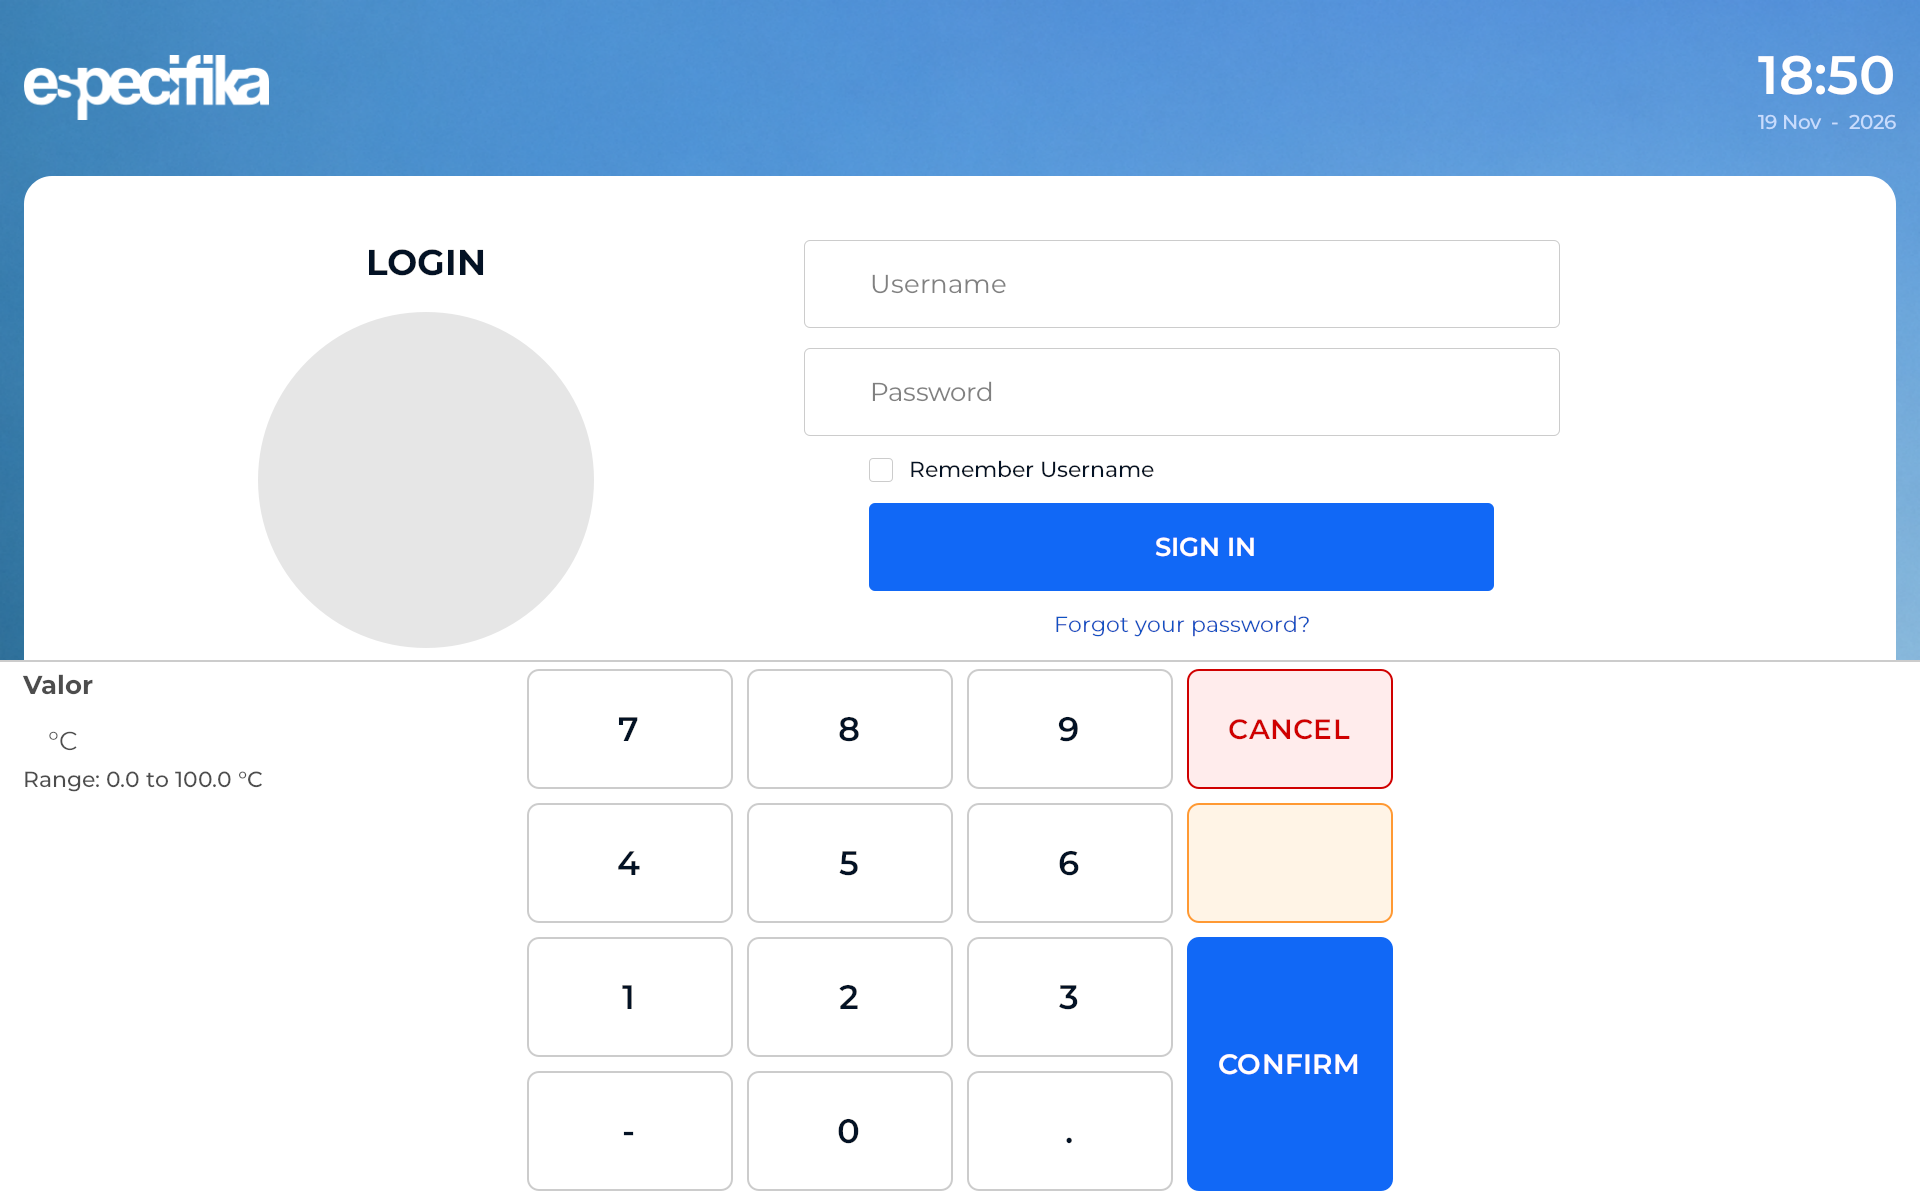 especifika
18:50
19 Nov - 2026
LOGIN
Username
Password
Remember Username
SIGN IN
Forgot your password?
Valor
°C
Range: 0.0 to 100.0 °C
7 8 9 CANCEL
4 5 6
1 2 3
CONFIRM
- 0 .